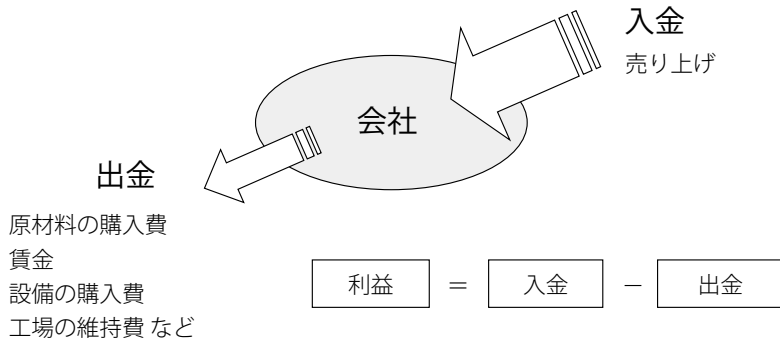 入金
売り上げ
会社
出金
原材料の購入費
賃金
設備の購入費
工場の維持費 など
利益 = 入金 − 出金